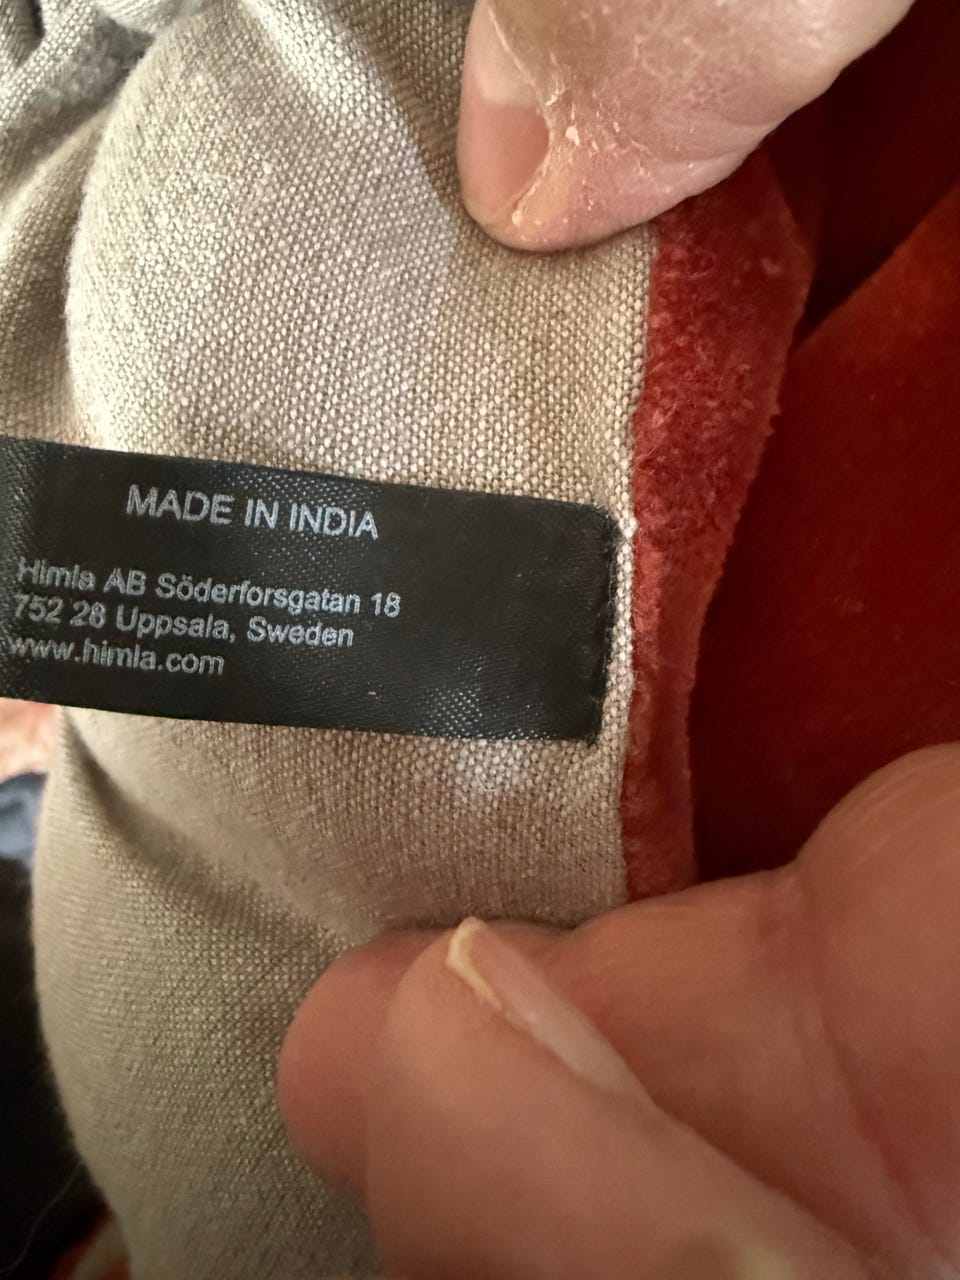 MADE IN INDIA
Himla AB Söderforsgatan 18
752 28 Uppsala, Sweden
www.himla.com